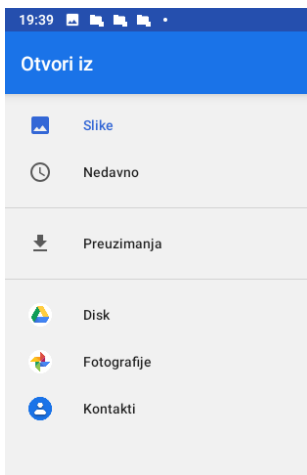 19:39
Otvori iz
Slike
Nedavno
Preuzimanja
Disk
Fotografije
Kontakti